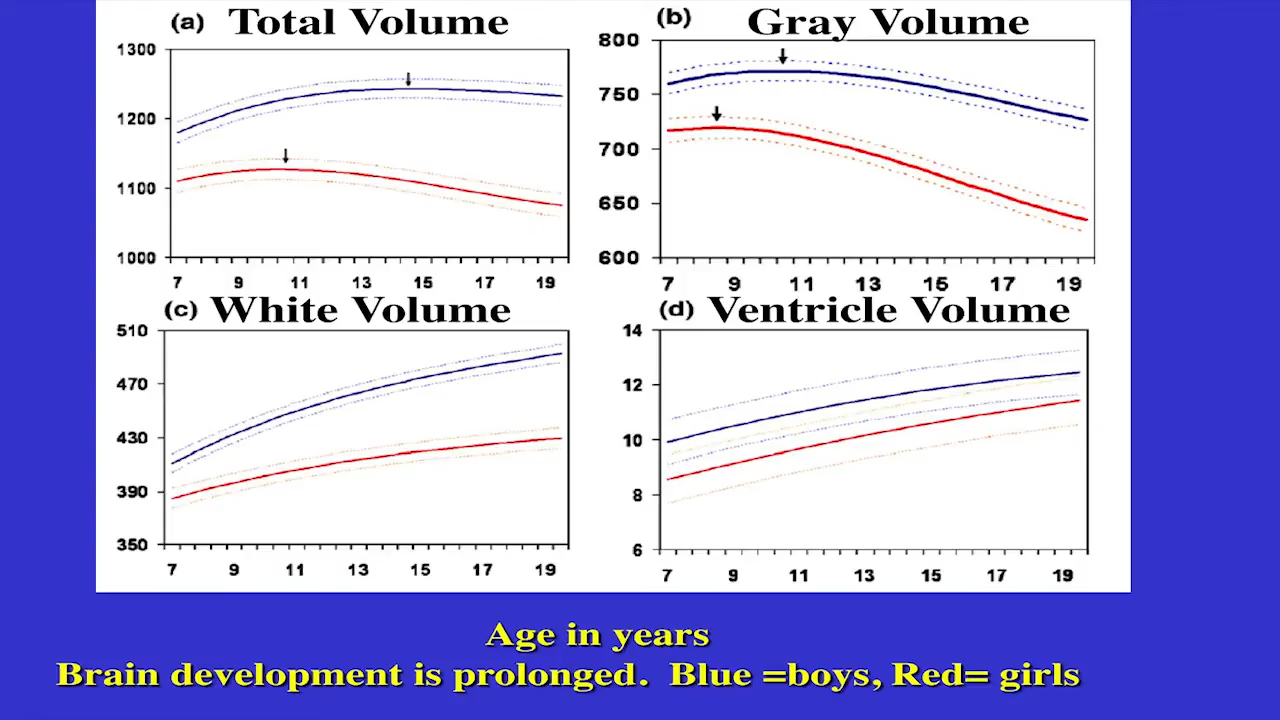 (a) Total Volume
(b) Gray Volume
1300
1200
1100
1000
7 9 11 13 15 17 19
800
750
700
650
600
7 9 11 13 15 17 19
(c) White Volume
(d) Ventricle Volume
510
470
430
390
350
7 9 11 13 15 17 19
14
12
10
8
6
7 9 11 13 15 17 19
Age in years
Brain development is prolonged. Blue =boys, Red= girls